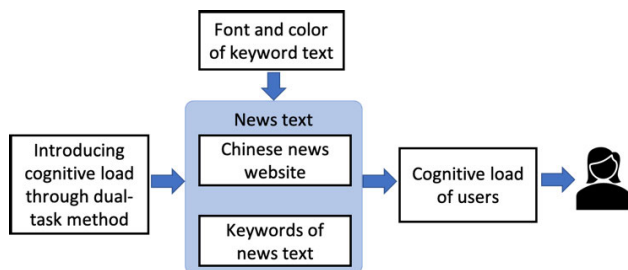 Font and color
of keyword text
News text
Introducing
cognitive load
through dual-
task method
Chinese news
website
Keywords of
news text
Cognitive load
of users